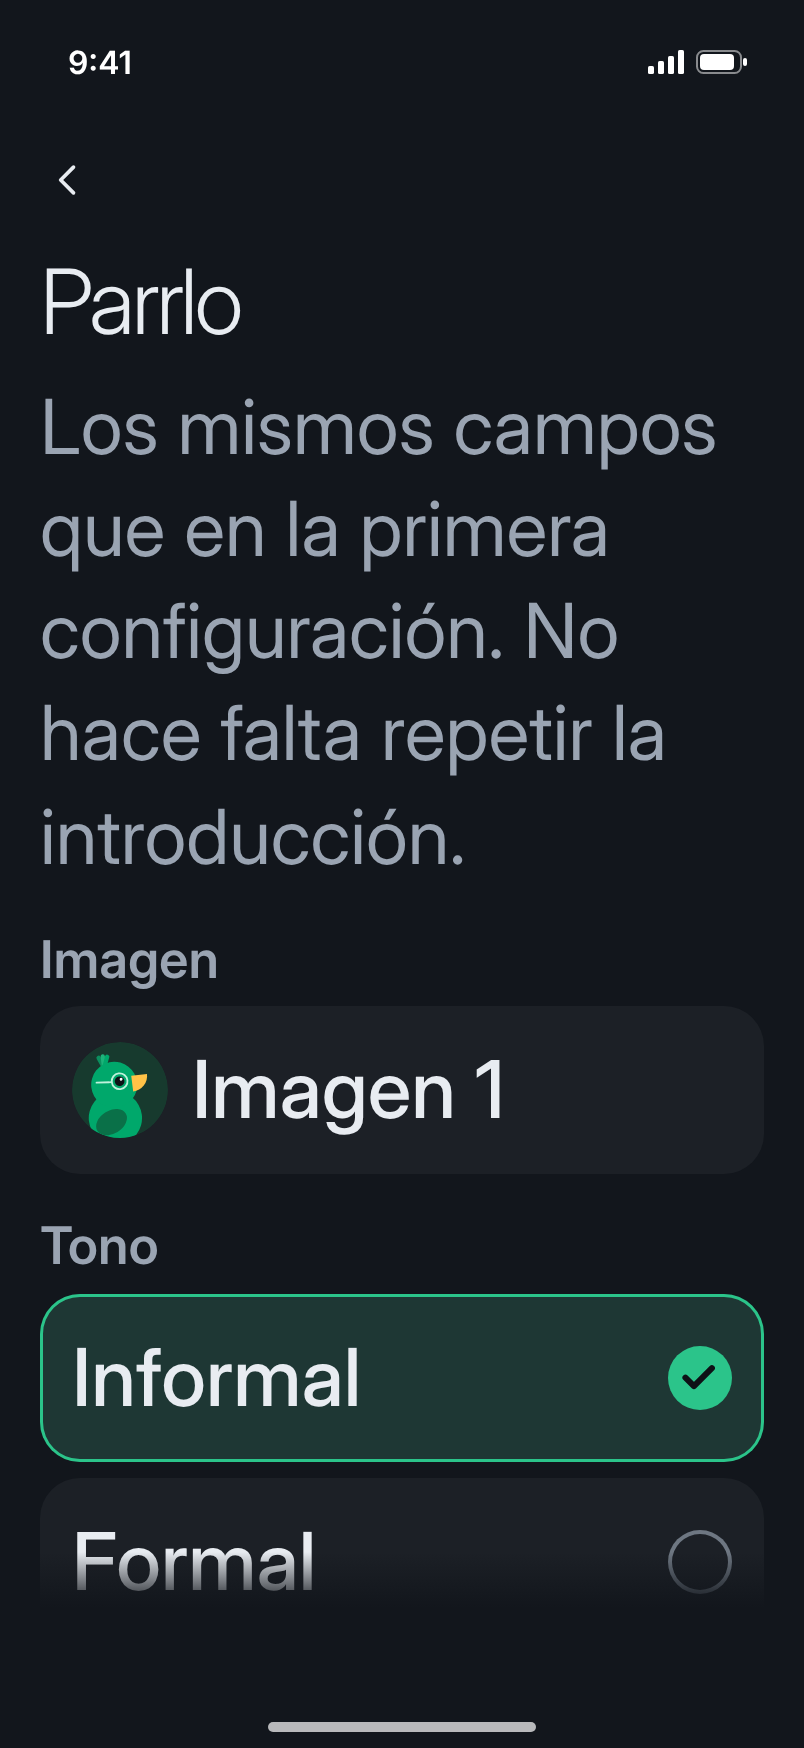 9:41
Parrlo
Los mismos campos
que en la primera
configuración. No
hace falta repetir la
introducción.
Imagen
Imagen 1
Tono
Informal
Formal